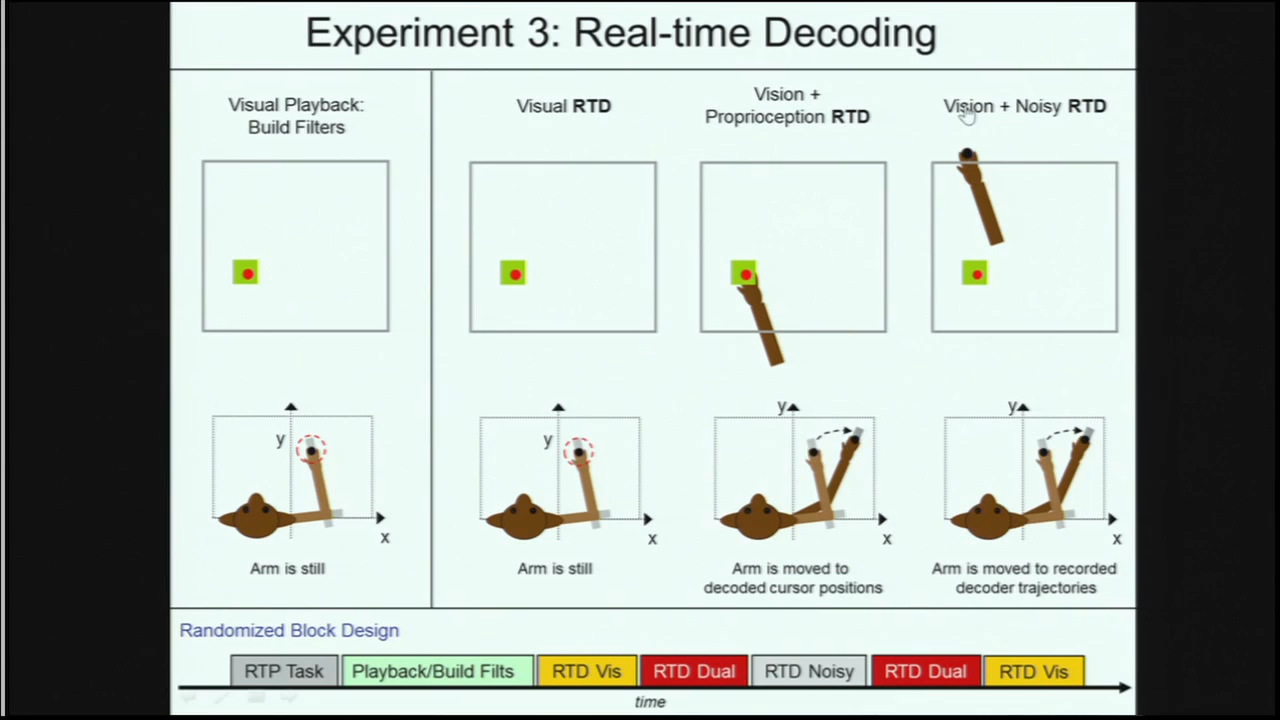 Experiment 3: Real-time Decoding
Visual Playback:
Build Filters
Visual RTD
Vision +
Proprioception RTD
Vision + Noisy RTD
y
x
Arm is still
y
x
Arm is still
y
x
Arm is moved to
decoded cursor positions
y
x
Arm is moved to recorded
decoder trajectories
Randomized Block Design
RTP Task
Playback/Build Filts
RTD Vis
RTD Dual
RTD Noisy
RTD Dual
RTD Vis
time